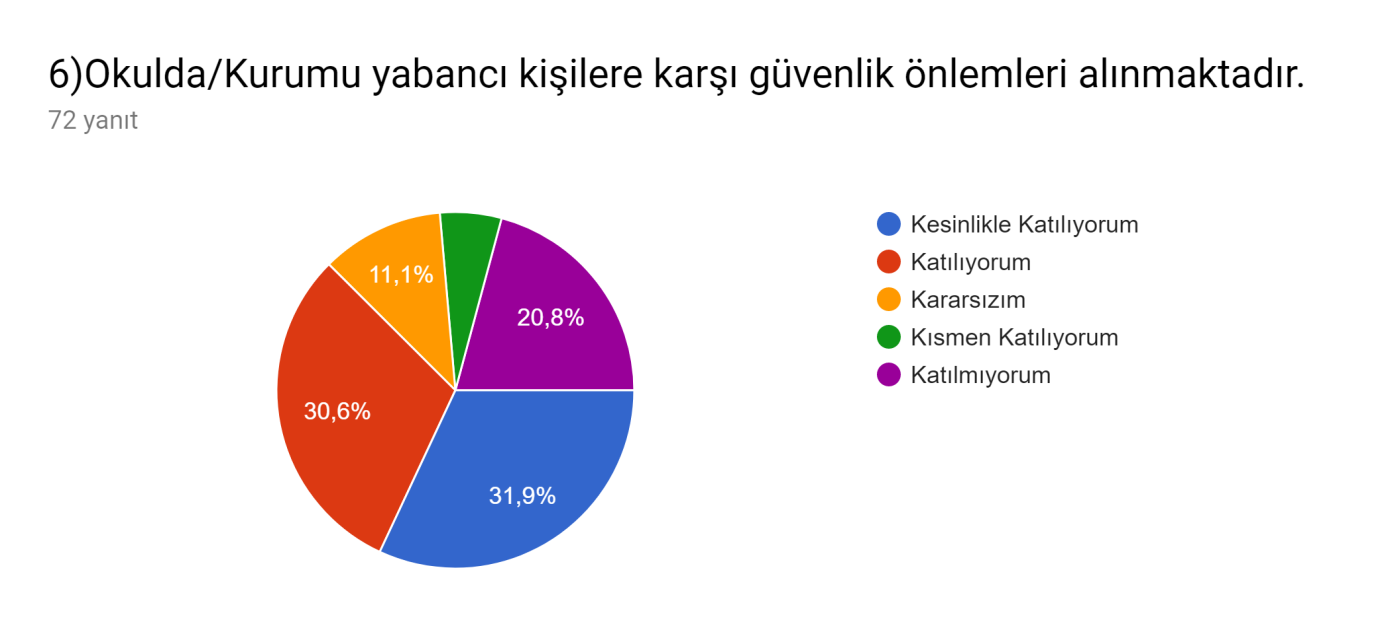 6)Okulda/Kurumu yabancı kişilere karşı güvenlik önlemleri alınmaktadır.
72 yanıt
Kesinlikle Katılıyorum
Katılıyorum
Kararsızım
Kısmen Katılıyorum
Katılmıyorum
11,1%
20,8%
30,6%
31,9%